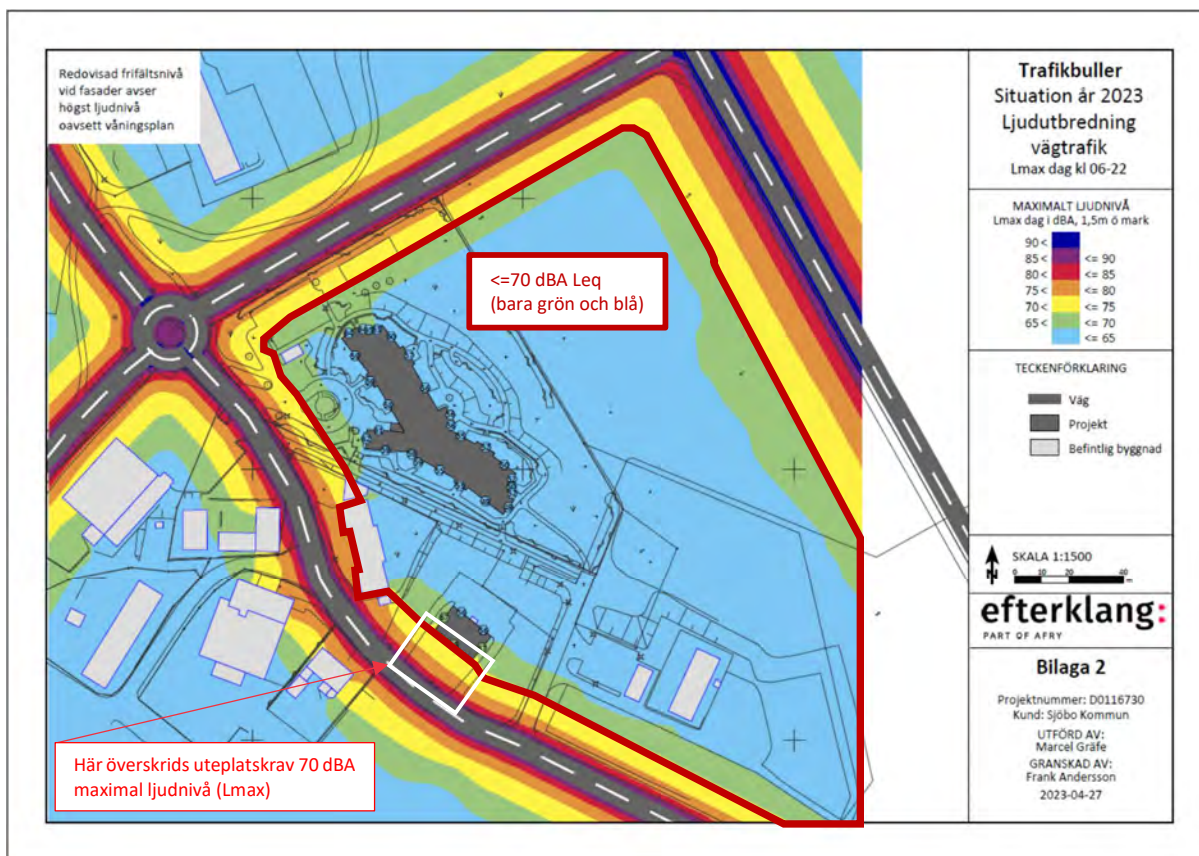 Redovisad frifältsnivå
vid fasader avser
högst ljudnivå
oavsett våningsplan
<=70 dBA Leq
(bara grön och blå)
Här överskrids uteplatskrav 70 dBA
maximal ljudnivå (Lmax)
Trafikbuller
Situation år 2023
Ljudutbredning
vägtrafik
Lmax dag kl 06-22
MAXIMALT LJUDNIVÅ
Lmax dag i dBA, 1,5m ö mark
90 <
85 < <= 90
80 < <= 85
75 < <= 80
70 < <= 75
65 < <= 70
<= 65
TECKENFÖRKLARING
Väg
Projekt
Befintlig byggnad
N
SKALA 1:1500
0 10 20 40
m
efterklang:
PART OF AFRY
Bilaga 2
Projektnummer: D0116730
Kund: Sjöbo Kommun
UTFÖRD AV:
Marcel Gräfe
GRANSKAD AV:
Frank Andersson
2023-04-27